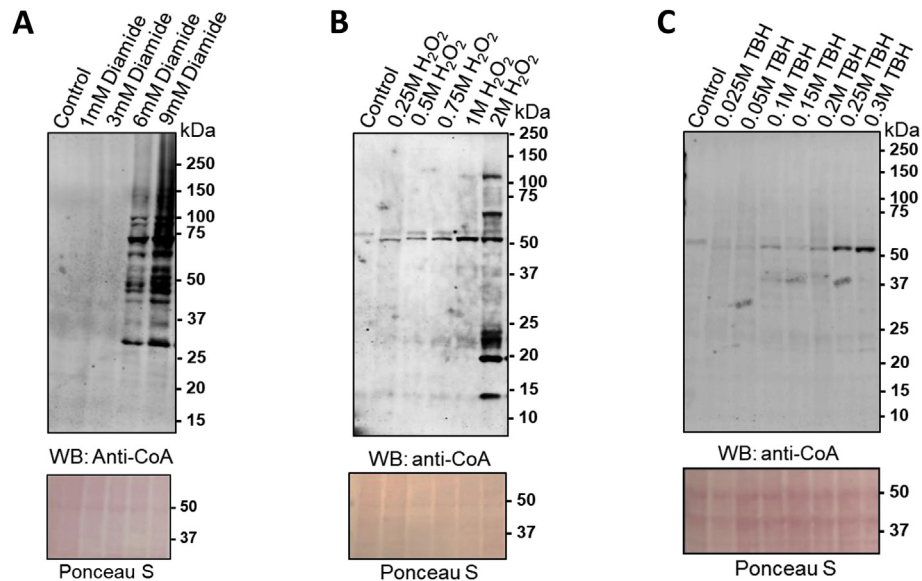 A
Control
1mM Diamide
3mM Diamide
6mM Diamide
9mM Diamide
kDa
250
150
100
75
50
37
25
20
15
WB: Anti-CoA
50
37
Ponceau S
B
Control
0.25M H₂O₂
0.5M H₂O₂
0.75M H₂O₂
1M H₂O₂
2M H₂O₂
kDa
250
150
100
75
50
37
25
20
15
10
WB: anti-CoA
50
37
Ponceau S
C
Control
0.025M TBH
0.05M TBH
0.1M TBH
0.15M TBH
0.2M TBH
0.25M TBH
0.3M TBH
kDa
250
150
100
75
50
37
25
20
15
10
WB: anti-CoA
50
37
Ponceau S